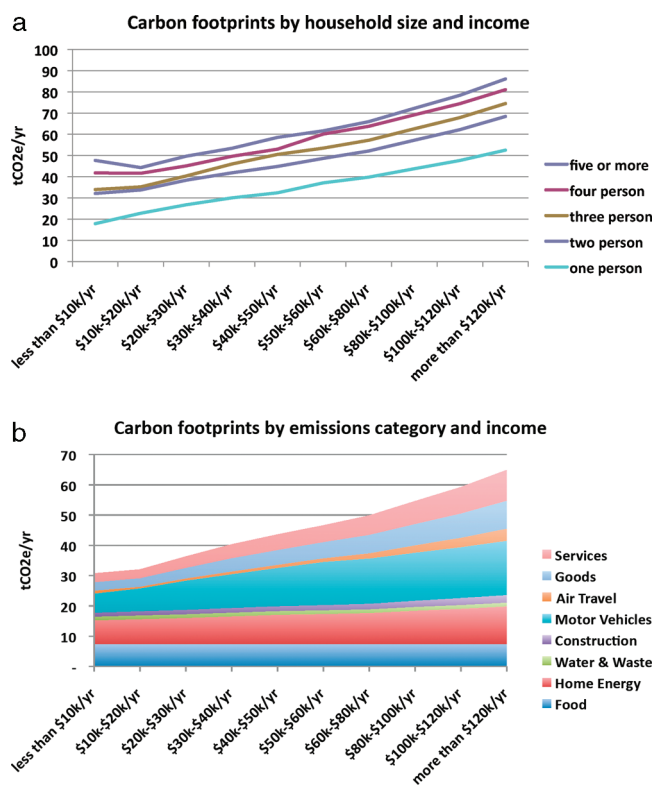 a
Carbon footprints by household size and income
100
90
80
70
60
50
40
30
20
10
0
tCO2e/yr
five or more
four person
three person
two person
one person
less than $10k/yr
$10k-$20k/yr
$20k-$30k/yr
$30k-$40k/yr
$40k-$50k/yr
$50k-$60k/yr
$60k-$80k/yr
$80k-$100k/yr
$100k-$120k/yr
more than $120k/yr
b
Carbon footprints by emissions category and income
70
60
50
40
30
20
10
-
tCO2e/yr
Services
Goods
Air Travel
Motor Vehicles
Construction
Water & Waste
Home Energy
Food
less than $10k/yr
$10k-$20k/yr
$20k-$30k/yr
$30k-$40k/yr
$40k-$50k/yr
$50k-$60k/yr
$60k-$80k/yr
$80k-$100k/yr
$100k-$120k/yr
more than $120k/yr